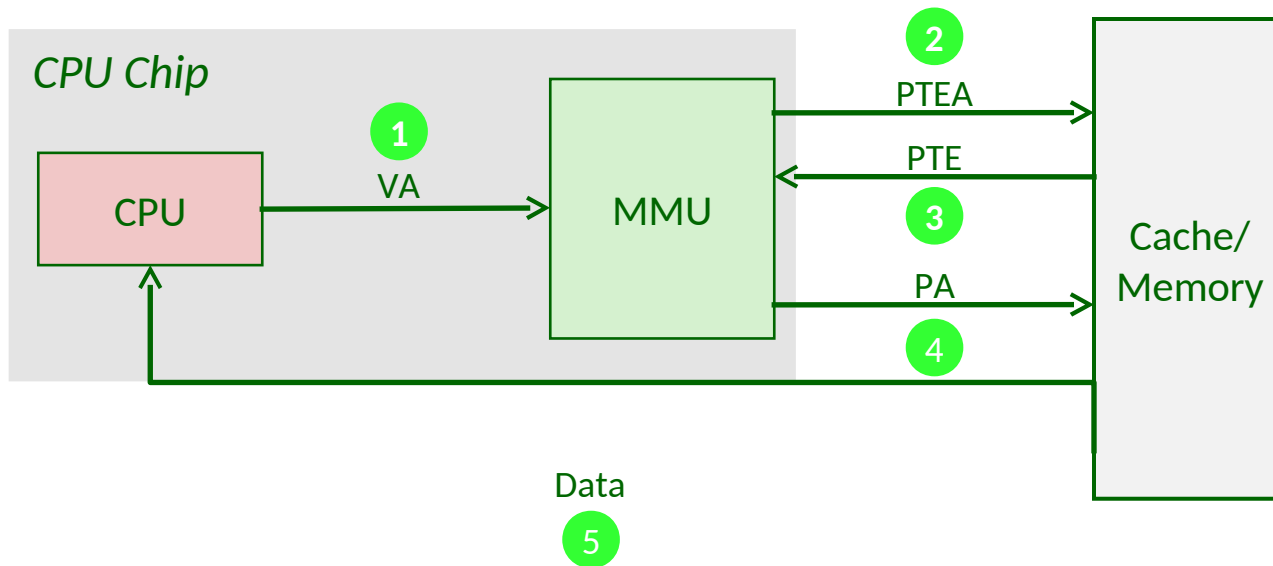 CPU Chip
2
PTEA
1
VA
CPU
MMU
PTE
3
Cache/
Memory
PA
4
Data
5